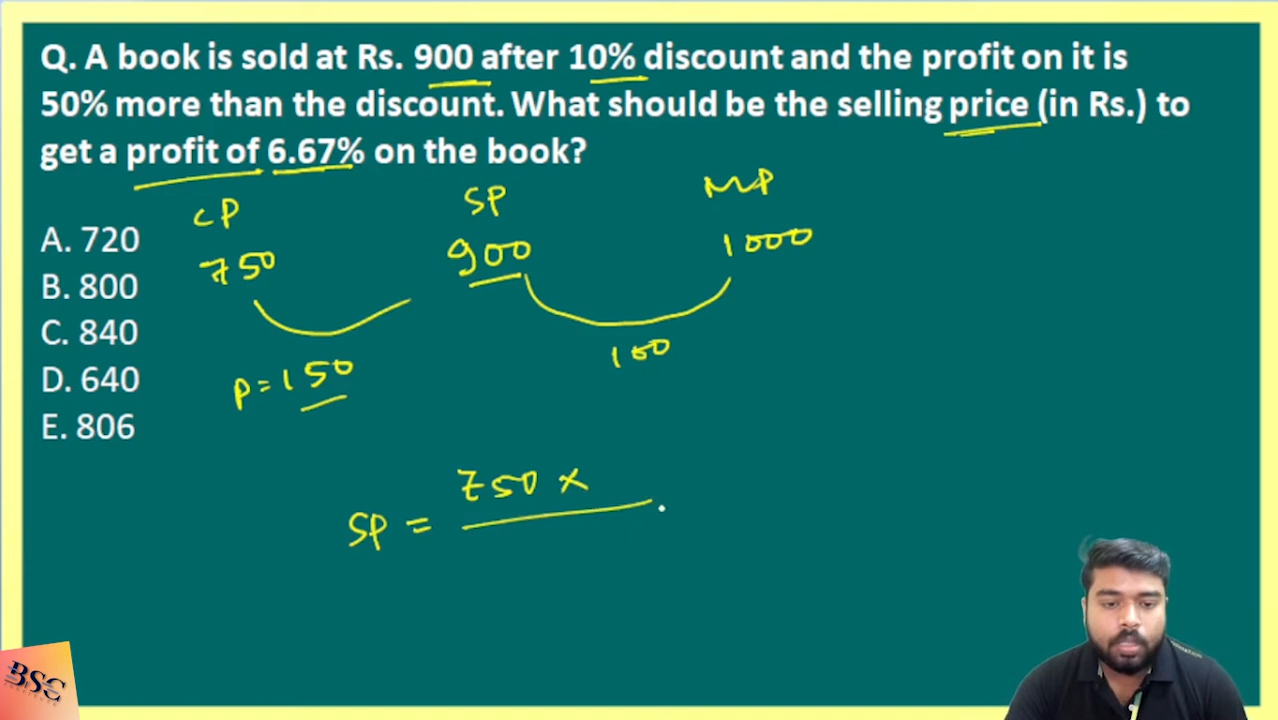 Q. A book is sold at Rs. 900 after 10% discount and the profit on it is
50% more than the discount. What should be the selling price (in Rs.) to
get a profit of 6.67% on the book?
CP SP MP
A. 720
750 900 1000
B. 800
C. 840
100
D. 640
P = 150
E. 806
750 ×
SP =
BSC